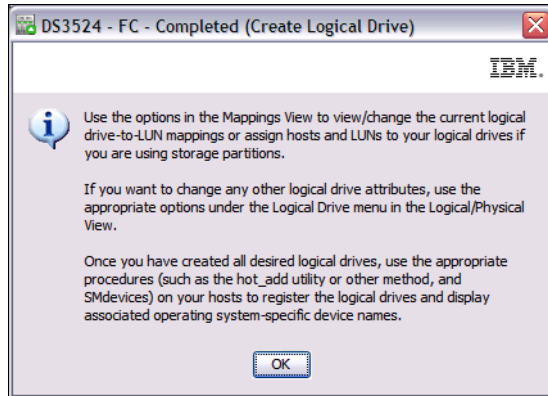 DS3524 - FC - Completed (Create Logical Drive)
IBM.
Use the options in the Mappings View to view/change the current logical
drive-to-LUN mappings or assign hosts and LUNs to your logical drives if
you are using storage partitions.
If you want to change any other logical drive attributes, use the
appropriate options under the Logical Drive menu in the Logical/Physical
View.
Once you have created all desired logical drives, use the appropriate
procedures (such as the hot_add utility or other method, and
SMdevices) on your hosts to register the logical drives and display
associated operating system-specific device names.
OK